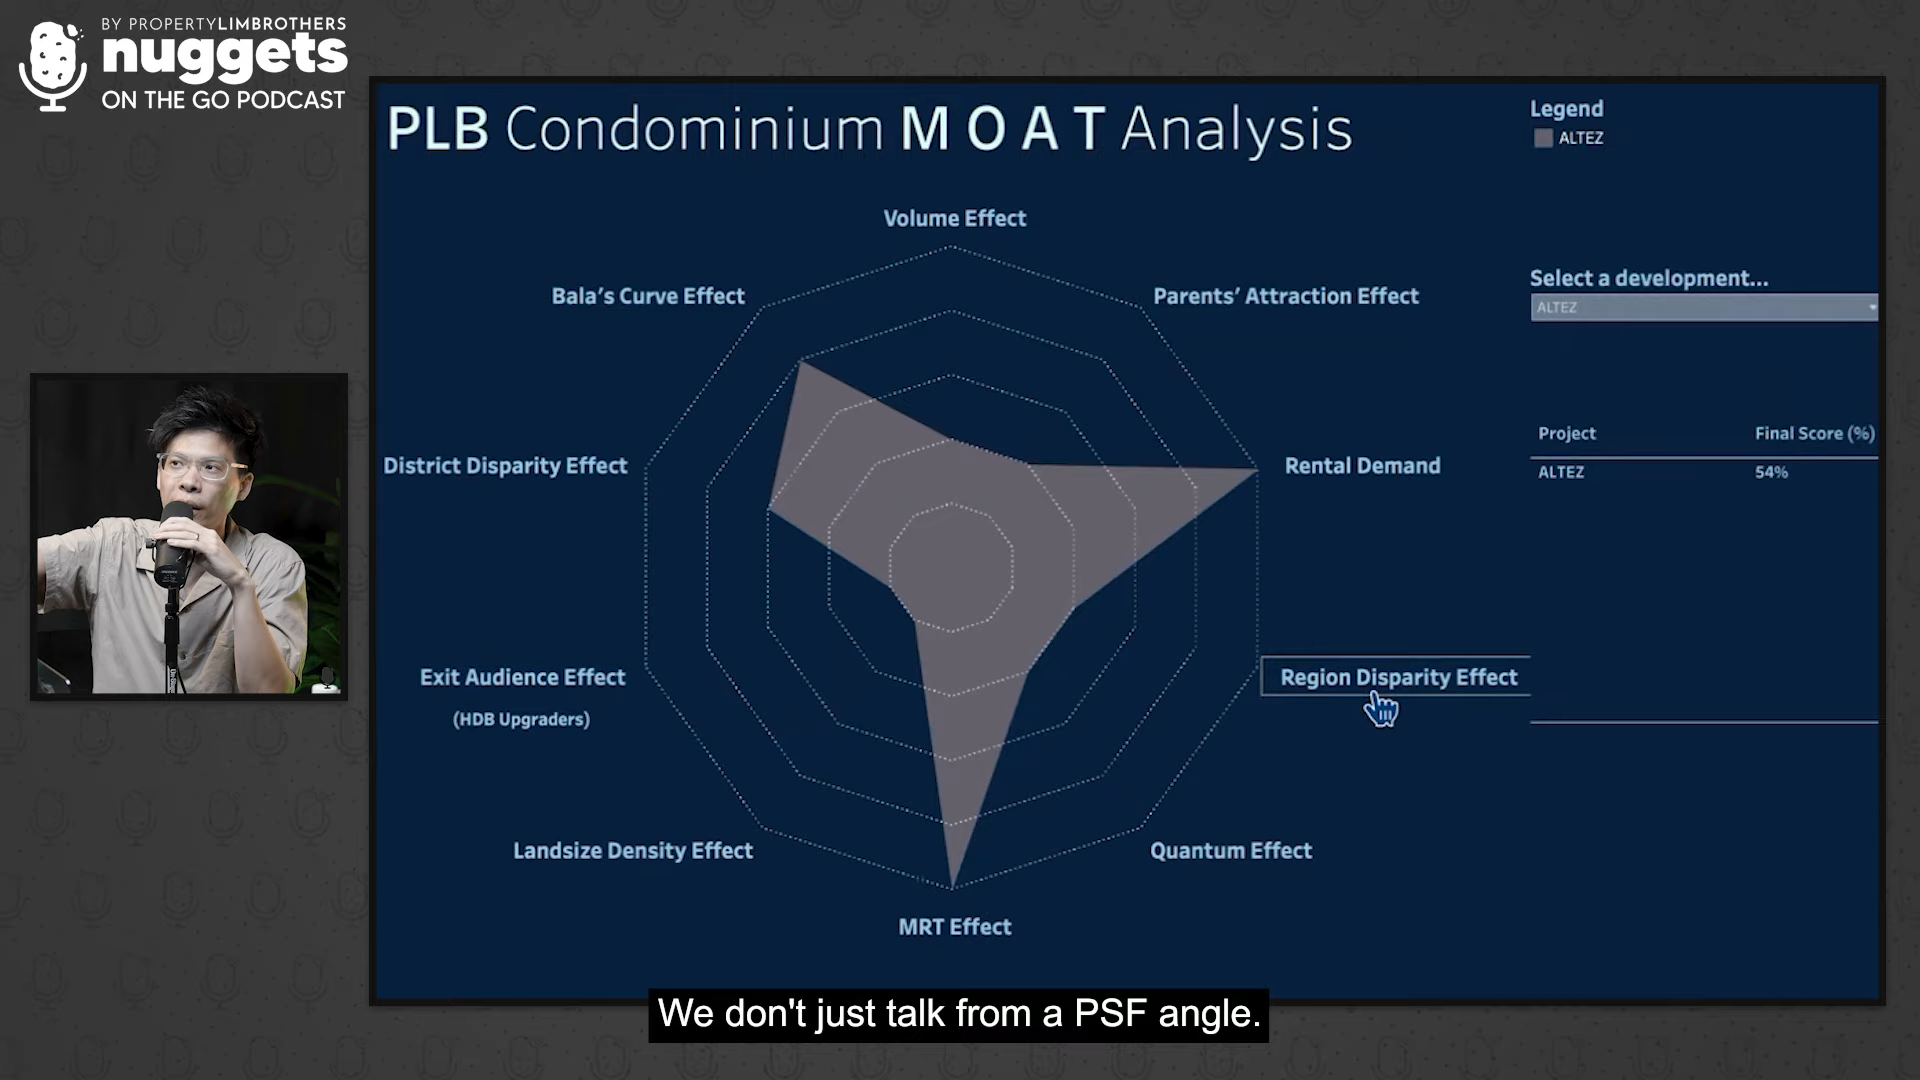 BY PROPERTYLIMBROTHERS
nuggets
ON THE GO PODCAST
PLB Condominium MOAT Analysis
Legend
ALTEZ
Volume Effect
Bala's Curve Effect
Parents' Attraction Effect
Select a development...
ALTEZ
District Disparity Effect
Rental Demand
Project Final Score (%)
ALTEZ 54%
Exit Audience Effect
(HDB Upgraders)
Region Disparity Effect
Landsize Density Effect
Quantum Effect
MRT Effect
We don't just talk from a PSF angle.